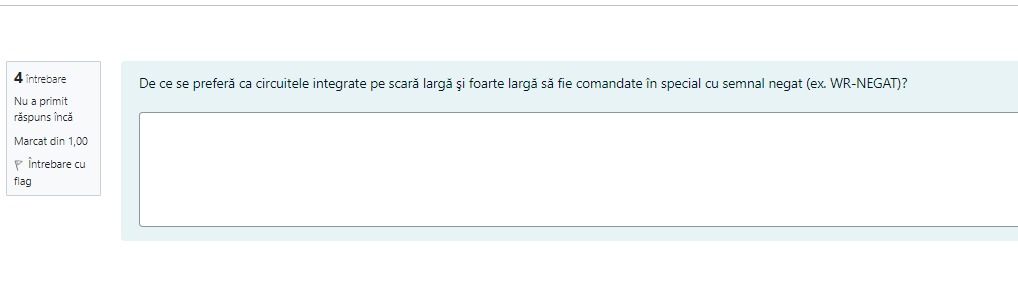 4 întrebare
Nu a primit
răspuns încă
Marcat din 1,00
Întrebare cu
flag
De ce se preferă ca circuitele integrate pe scară largă şi foarte largă să fie comandate în special cu semnal negat (ex. WR-NEGAT)?